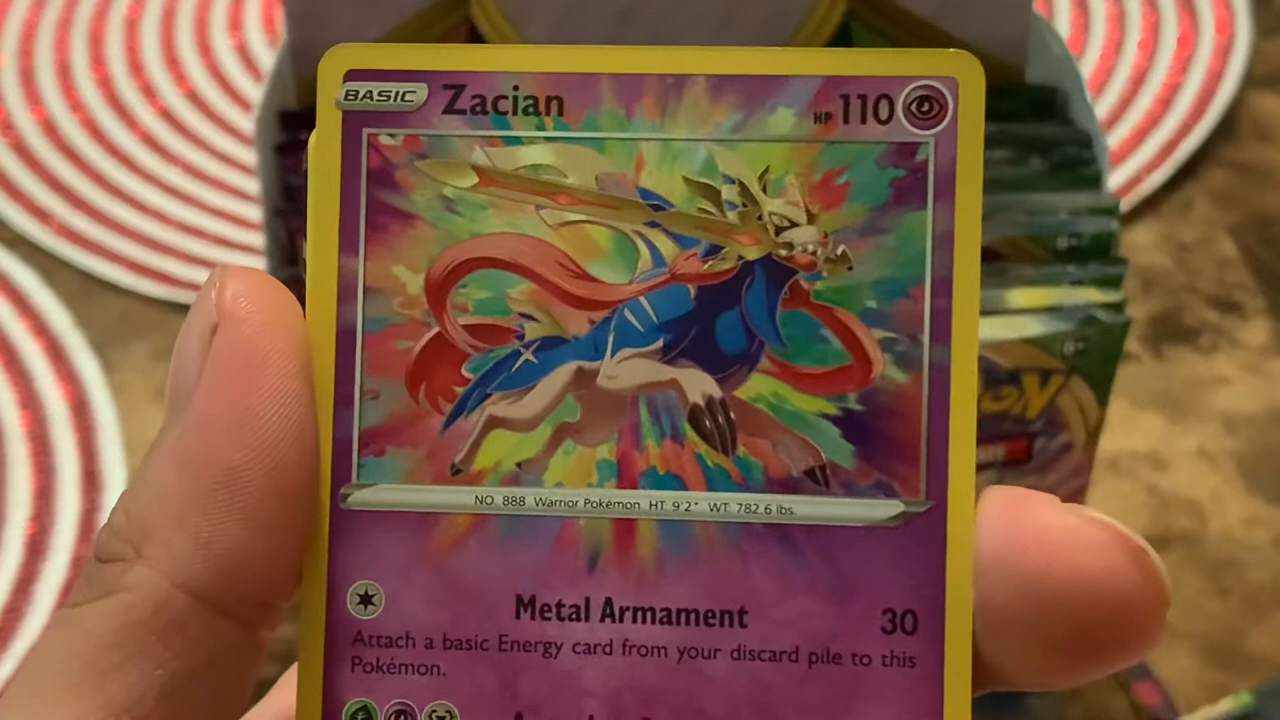 BASIC Zacian HP 110
NO. 888 Warrior Pokémon HT 9'2" WT 782.6 lbs.
Metal Armament 30
Attach a basic Energy card from your discard pile to this
Pokémon.